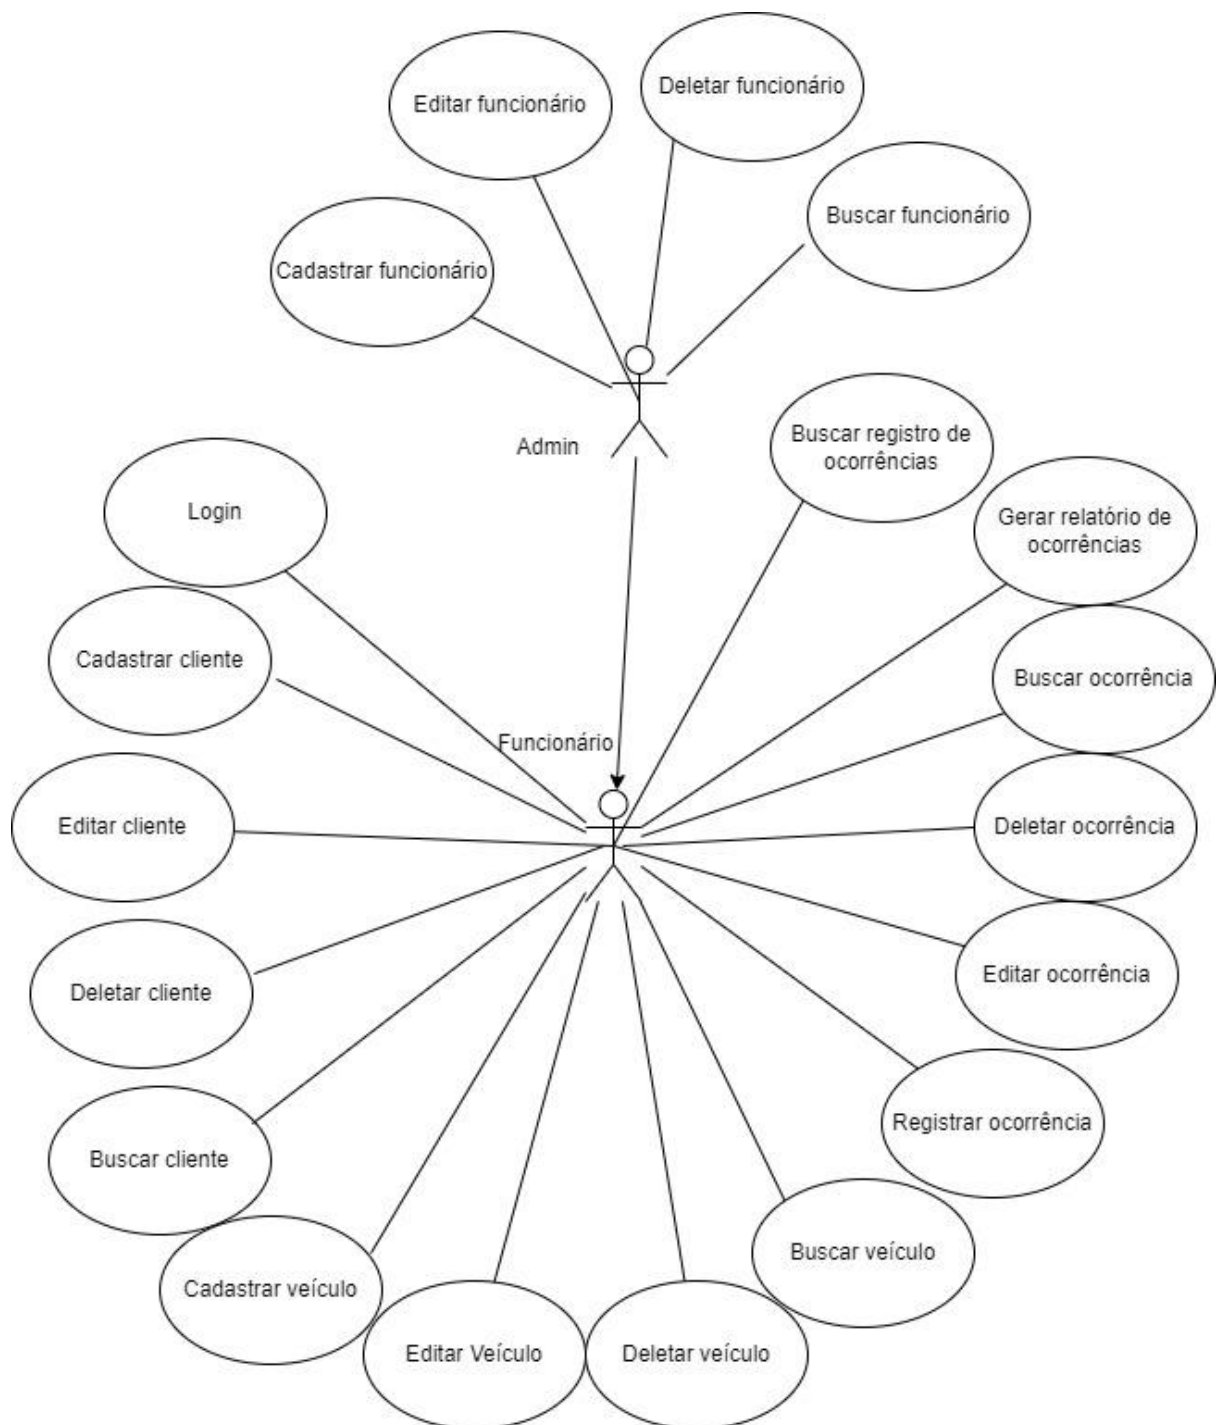 Deletar funcionário
Editar funcionário
Buscar funcionário
Cadastrar funcionário
Buscar registro de
ocorrências
Admin
Login
Gerar relatório de
ocorrências
Cadastrar cliente
Buscar ocorrência
Funcionário
Editar cliente
Deletar ocorrência
Deletar cliente
Editar ocorrência
Registrar ocorrência
Buscar cliente
Buscar veículo
Cadastrar veículo
Editar Veículo
Deletar veículo